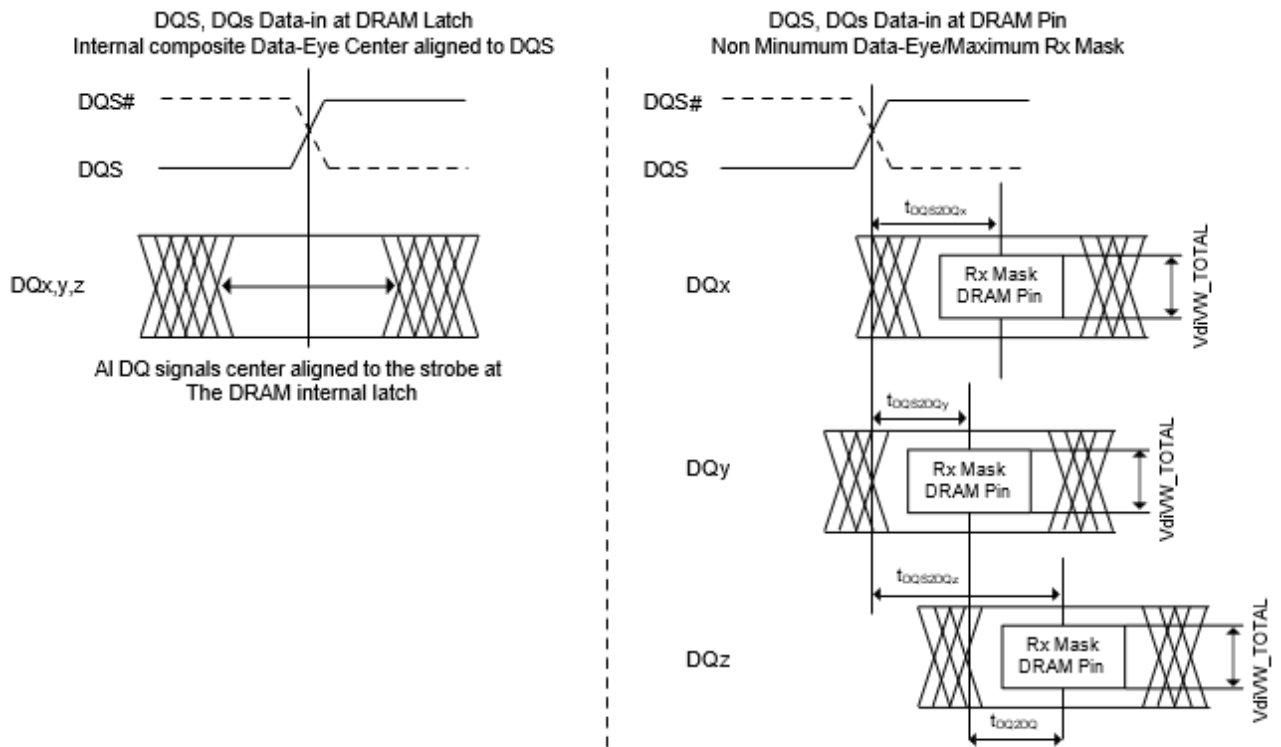 DQS, DQs Data-in at DRAM Latch
Internal composite Data-Eye Center aligned to DQS
DQS#
DQS
DQx,y,z
Al DQ signals center aligned to the strobe at
The DRAM internal latch
DQS, DQs Data-in at DRAM Pin
Non Minumum Data-Eye/Maximum Rx Mask
DQS#
DQS
tDQS2DQx
DQx
Rx Mask
DRAM Pin
VdiVW_TOTAL
tDQS2DQy
DQy
Rx Mask
DRAM Pin
VdiVW_TOTAL
tDQS2DQz
DQz
Rx Mask
DRAM Pin
VdiVW_TOTAL
tDQ2DQ